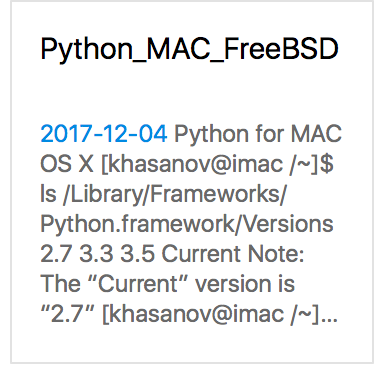 Python_MAC_FreeBSD
2017-12-04 Python for MAC
OS X [khasanov@imac /~]$
ls /Library/Frameworks/
Python.framework/Versions
2.7 3.3 3.5 Current Note:
The “Current” version is
“2.7” [khasanov@imac /~]...